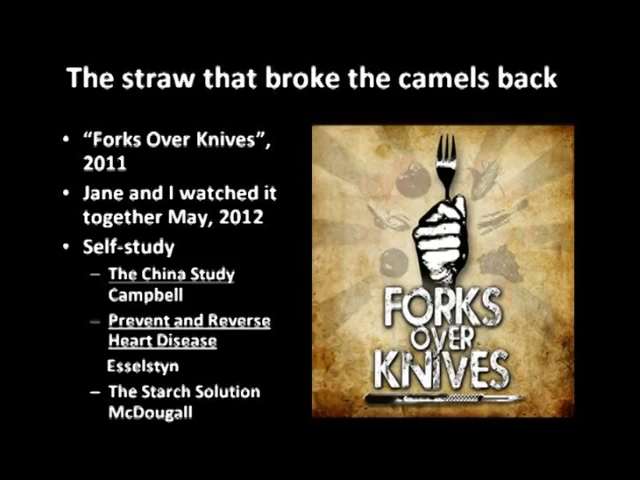 The straw that broke the camels back
• “Forks Over Knives”,
2011
• Jane and I watched it
together May, 2012
• Self-study
– The China Study
Campbell
– Prevent and Reverse
Heart Disease
Esselstyn
– The Starch Solution
McDougall
FORKS
OVER
KNIVES